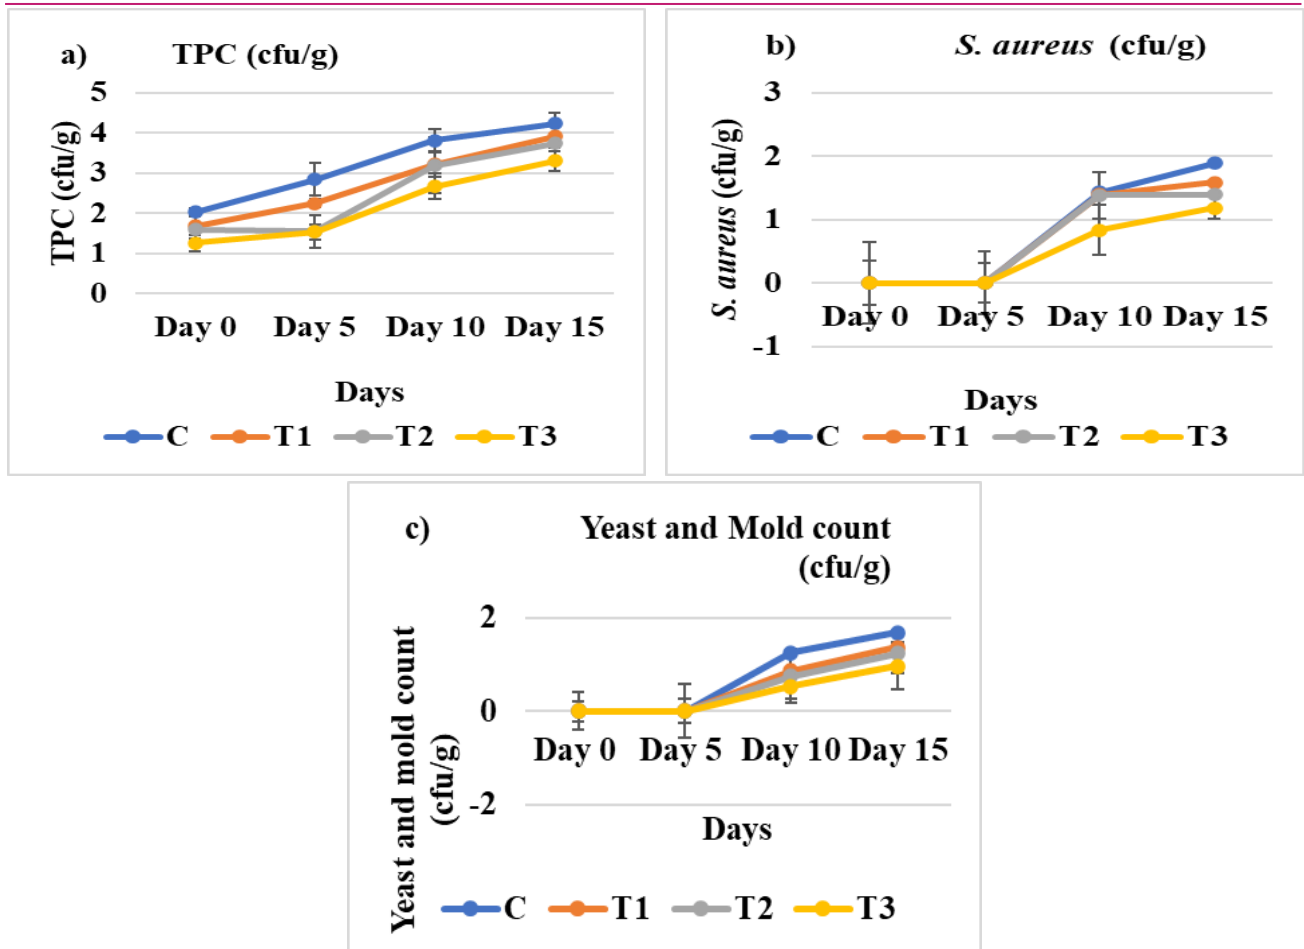 a) TPC (cfu/g)
5
4
3
2
1
0
TPC (cfu/g)
Day 0 Day 5 Day 10 Day 15
Days
C T1 T2 T3
b) S. aureus (cfu/g)
3
2
1
0
-1
S. aureus (cfu/g)
Day 0 Day 5 Day 10 Day 15
Days
C T1 T2 T3
c) Yeast and Mold count
(cfu/g)
2
0
-2
Yeast and mold count
(cfu/g)
Day 0 Day 5 Day 10 Day 15
Days
C T1 T2 T3